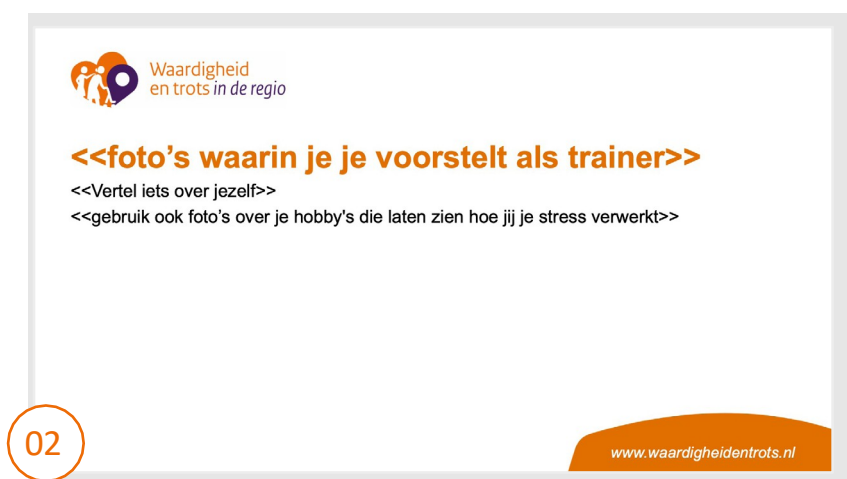 Waardigheid
en trots in de regio
<<foto’s waarin je je voorstelt als trainer>>
<<Vertel iets over jezelf>>
<<gebruik ook foto’s over je hobby's die laten zien hoe jij je stress verwerkt>>
02
www.waardigheidentrots.nl